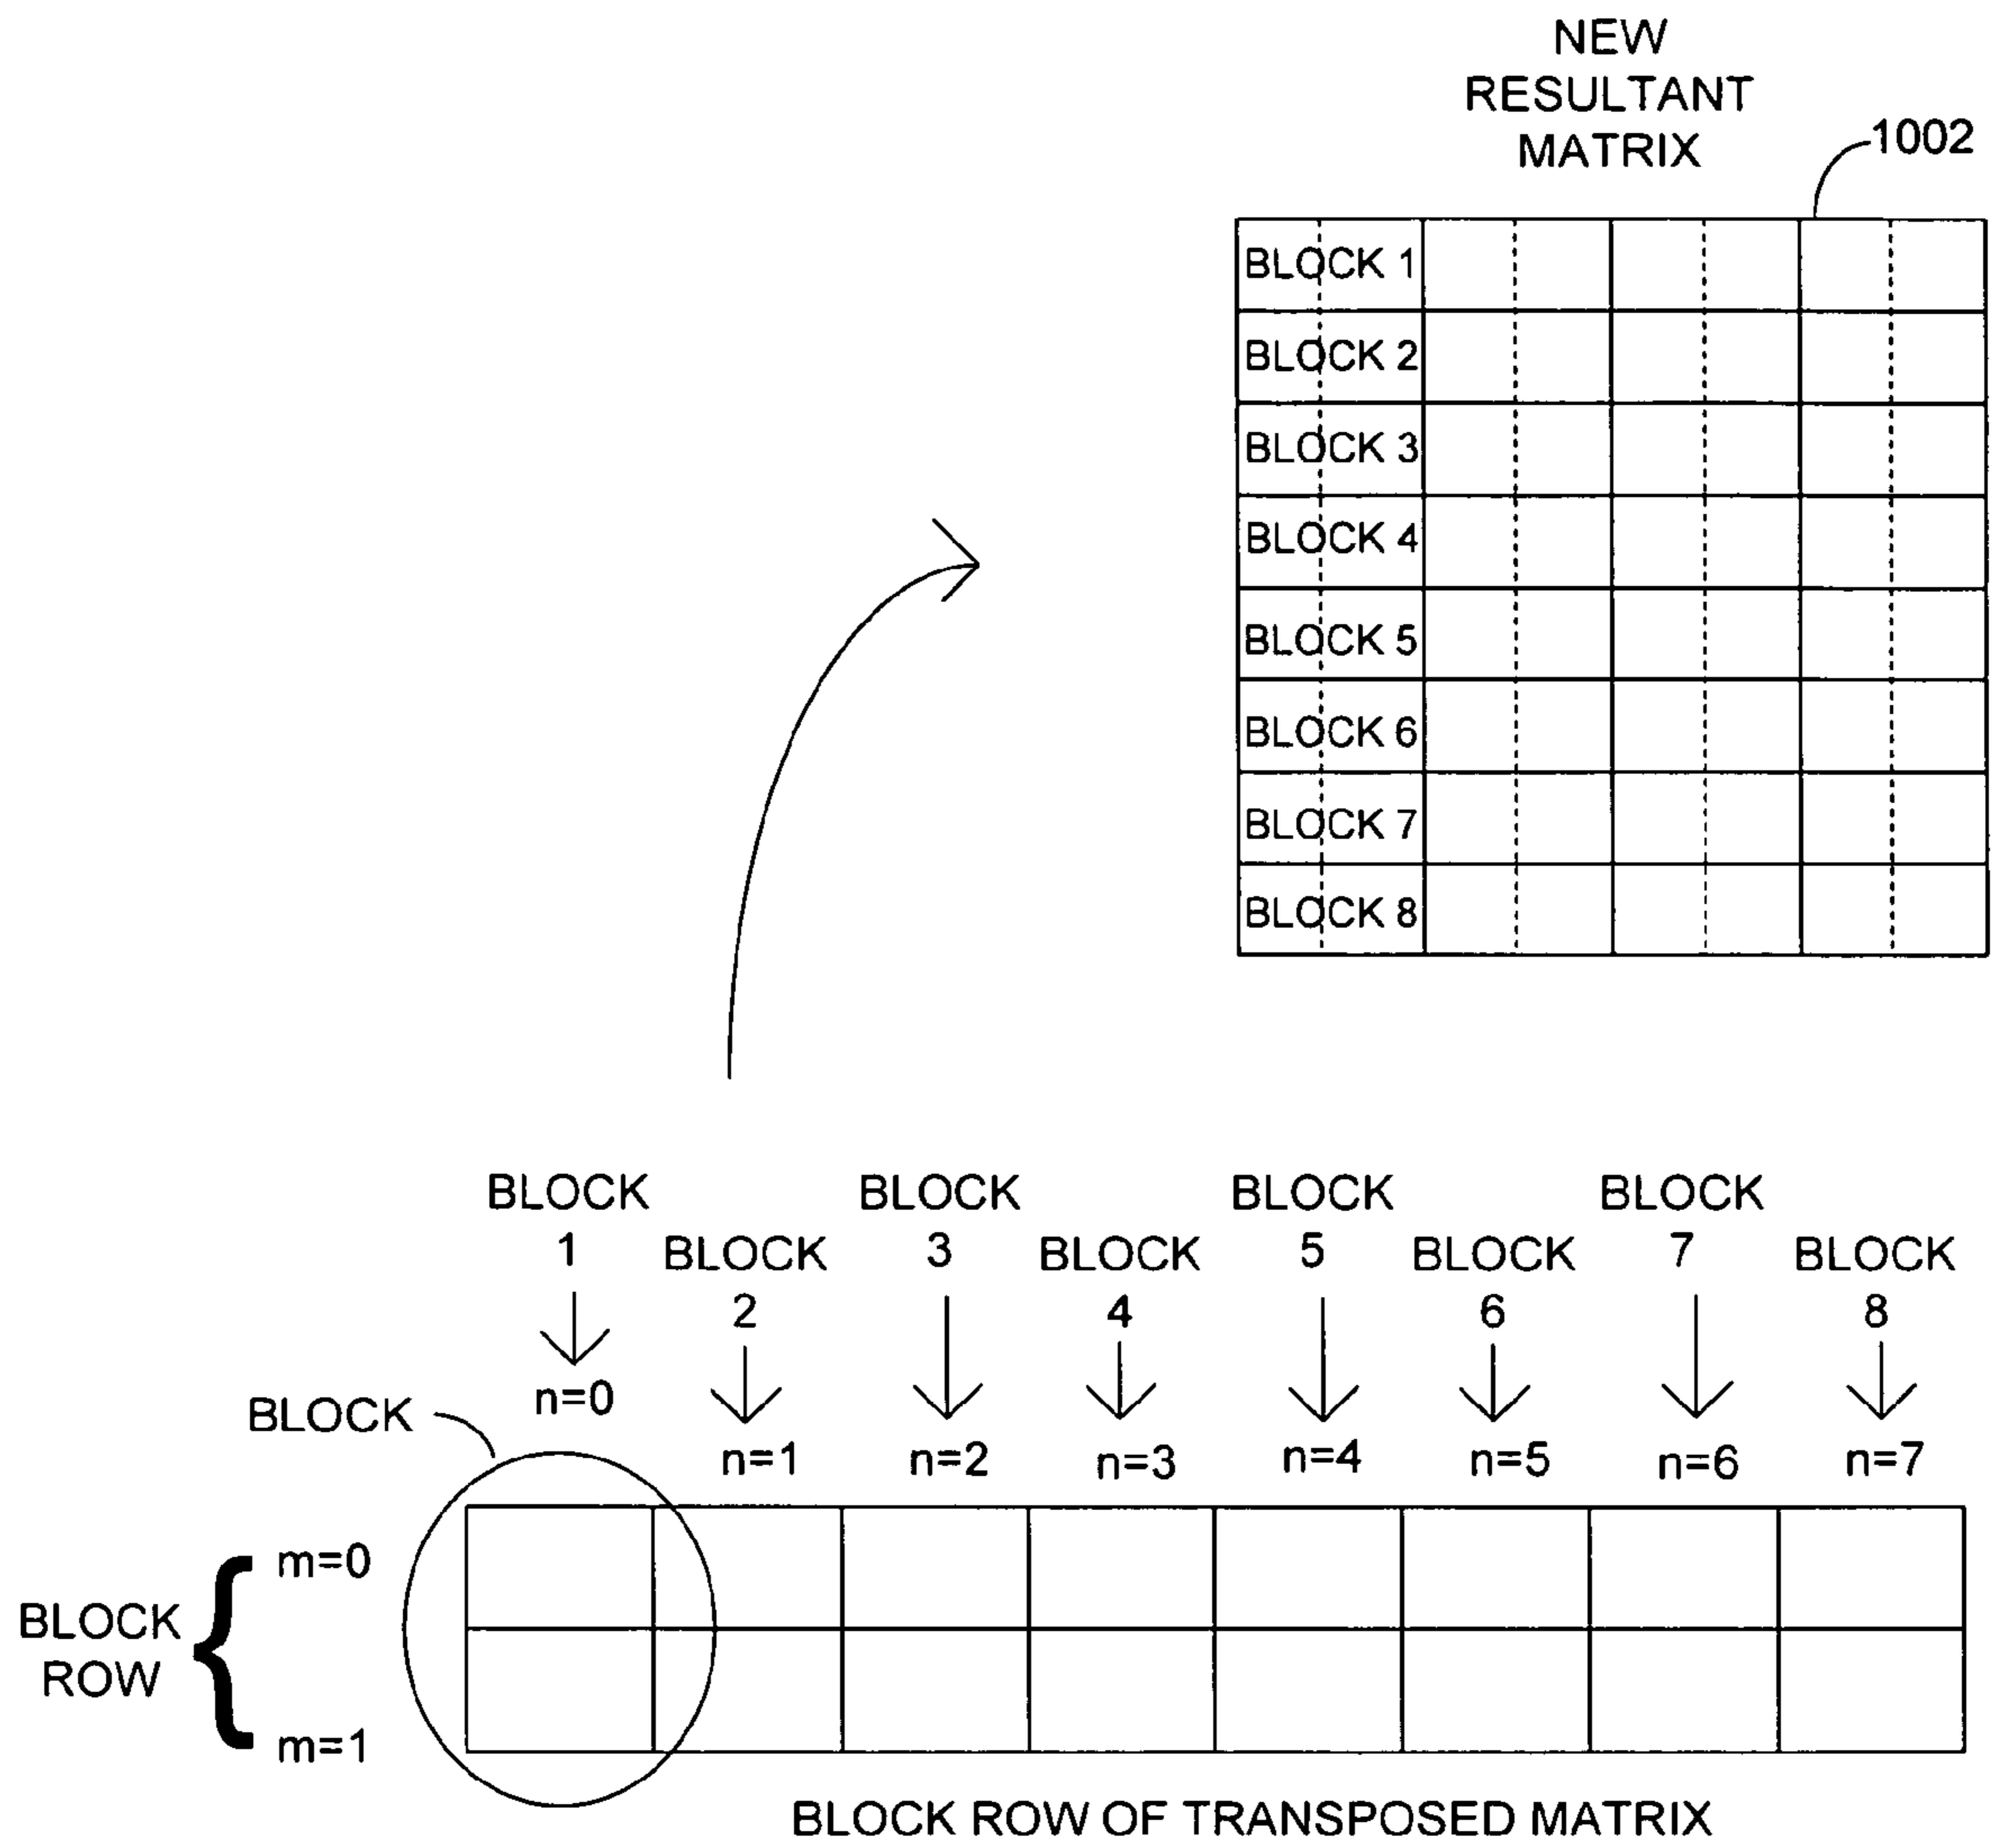 NEW
RESULTANT
MATRIX
1002
BLOCK 1
BLOCK 2
BLOCK 3
BLOCK 4
BLOCK 5
BLOCK 6
BLOCK 7
BLOCK 8
BLOCK
1
BLOCK
2
BLOCK
3
BLOCK
4
BLOCK
5
BLOCK
6
BLOCK
7
BLOCK
8
BLOCK
n=0
n=1
n=2
n=3
n=4
n=5
n=6
n=7
BLOCK
ROW
m=0
m=1
BLOCK ROW OF TRANSPOSED MATRIX